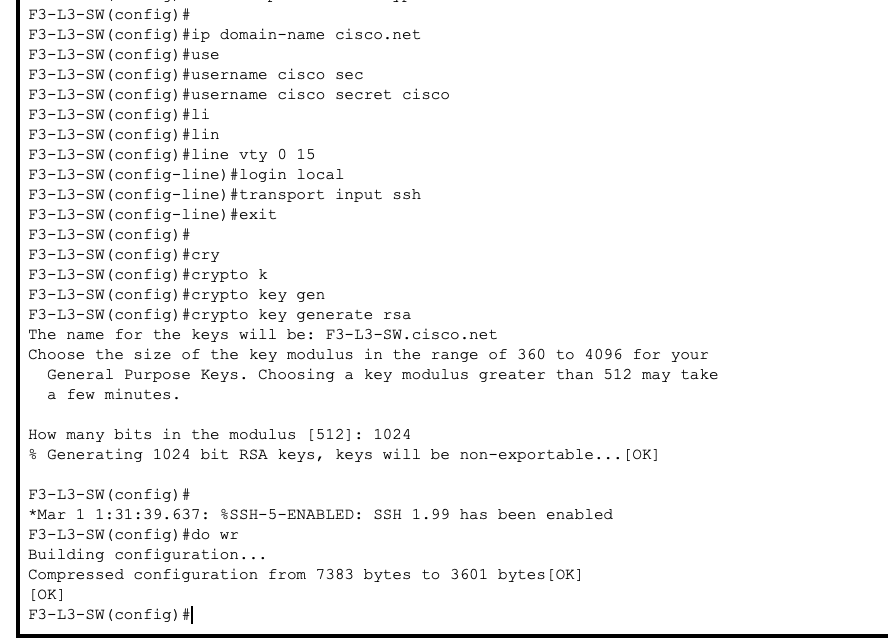 F3-L3-SW(config)#
F3-L3-SW(config)#ip domain-name cisco.net
F3-L3-SW(config)#use
F3-L3-SW(config)#username cisco sec
F3-L3-SW(config)#username cisco secret cisco
F3-L3-SW(config)#li
F3-L3-SW(config)#lin
F3-L3-SW(config)#line vty 0 15
F3-L3-SW(config-line)#login local
F3-L3-SW(config-line)#transport input ssh
F3-L3-SW(config-line)#exit
F3-L3-SW(config)#
F3-L3-SW(config)#cry
F3-L3-SW(config)#crypto k
F3-L3-SW(config)#crypto key gen
F3-L3-SW(config)#crypto key generate rsa
The name for the keys will be: F3-L3-SW.cisco.net
Choose the size of the key modulus in the range of 360 to 4096 for your
  General Purpose Keys. Choosing a key modulus greater than 512 may take
  a few minutes.

How many bits in the modulus [512]: 1024
% Generating 1024 bit RSA keys, keys will be non-exportable...[OK]

F3-L3-SW(config)#
*Mar 1 1:31:39.637: %SSH-5-ENABLED: SSH 1.99 has been enabled
F3-L3-SW(config)#do wr
Building configuration...
Compressed configuration from 7383 bytes to 3601 bytes[OK]
[OK]
F3-L3-SW(config)#